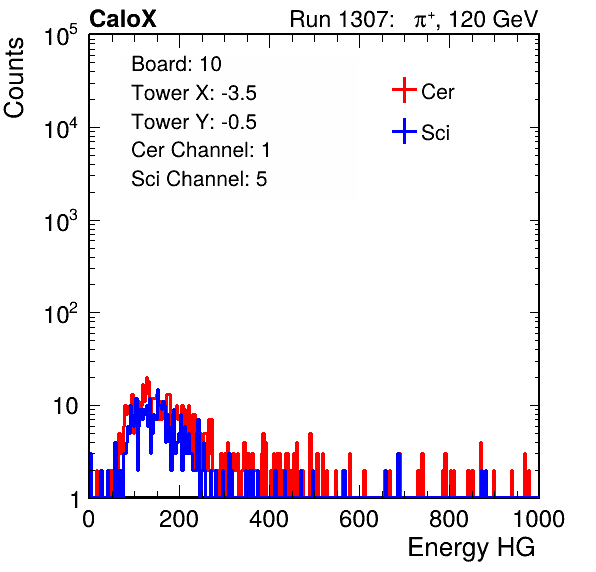 CaloX Run 1307: π⁺, 120 GeV
Counts
10⁵
10⁴
10³
10²
10
1
Board: 10
Tower X: -3.5
Tower Y: -0.5
Cer Channel: 1
Sci Channel: 5
Cer
Sci
0 200 400 600 800 1000
Energy HG